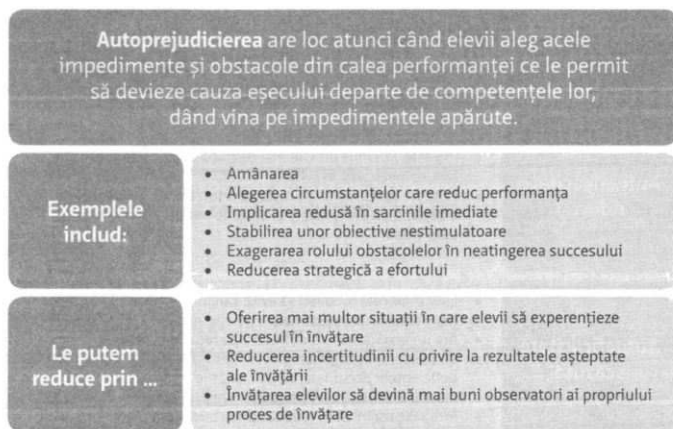 Autoprejudicierea are loc atunci când elevii aleg acele
impedimente și obstacole din calea performanței ce le permit
să devieze cauza eșecului departe de competențele lor,
dând vina pe impedimentele apărute.
Exemplele
includ:
• Amânarea
• Alegerea circumstanțelor care reduc performanța
• Implicarea redusă în sarcinile imediate
• Stabilirea unor obiective nestimulatoare
• Exagerarea rolului obstacolelor în neatingerea succesului
• Reducerea strategică a efortului
Le putem
reduce prin ...
• Oferirea mai multor situații în care elevii să experențieze
succesul în învățare
• Reducerea incertitudinii cu privire la rezultatele așteptate
ale învățării
• Învățarea elevilor să devină mai buni observatori ai propriului
proces de învățare